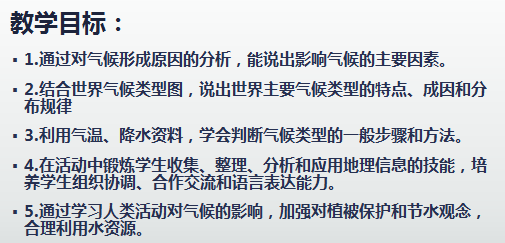 教学目标：
▪ 1.通过对气候形成原因的分析，能说出影响气候的主要因素。
▪ 2.结合世界气候类型图，说出世界主要气候类型的特点、成因和分
布规律
▪ 3.利用气温、降水资料，学会判断气候类型的一般步骤和方法。
▪ 4.在活动中锻炼学生收集、整理、分析和应用地理信息的技能，培
养学生组织协调、合作交流和语言表达能力。
▪ 5.通过学习人类活动对气候的影响，加强对植被保护和节水观念，
合理利用水资源。